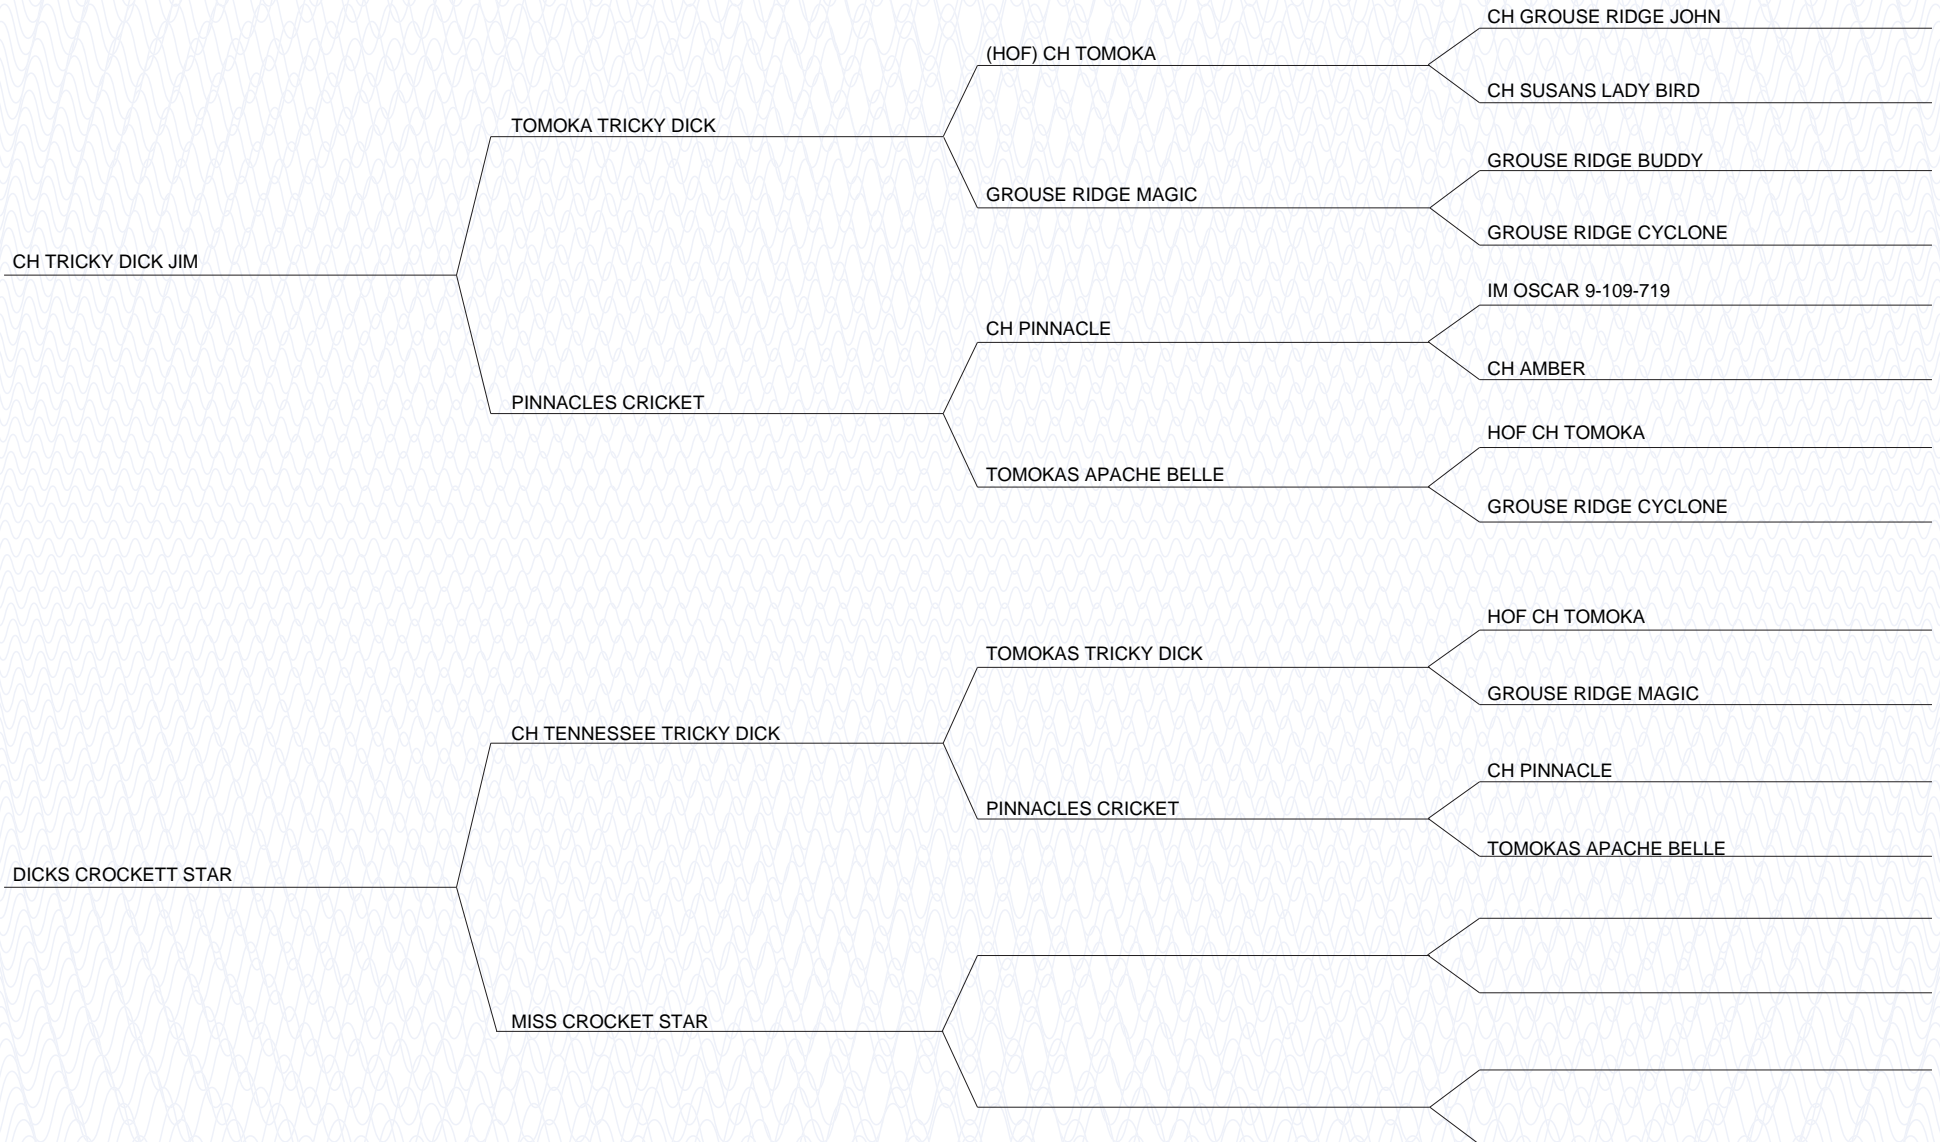 CH GROUSE RIDGE JOHN
(HOF) CH TOMOKA
CH SUSANS LADY BIRD
TOMOKA TRICKY DICK
GROUSE RIDGE BUDDY
GROUSE RIDGE MAGIC
GROUSE RIDGE CYCLONE
CH TRICKY DICK JIM
IM OSCAR 9-109-719
CH PINNACLE
CH AMBER
PINNACLES CRICKET
HOF CH TOMOKA
TOMOKAS APACHE BELLE
GROUSE RIDGE CYCLONE
HOF CH TOMOKA
TOMOKAS TRICKY DICK
GROUSE RIDGE MAGIC
CH TENNESSEE TRICKY DICK
CH PINNACLE
PINNACLES CRICKET
TOMOKAS APACHE BELLE
DICKS CROCKETT STAR
MISS CROCKET STAR